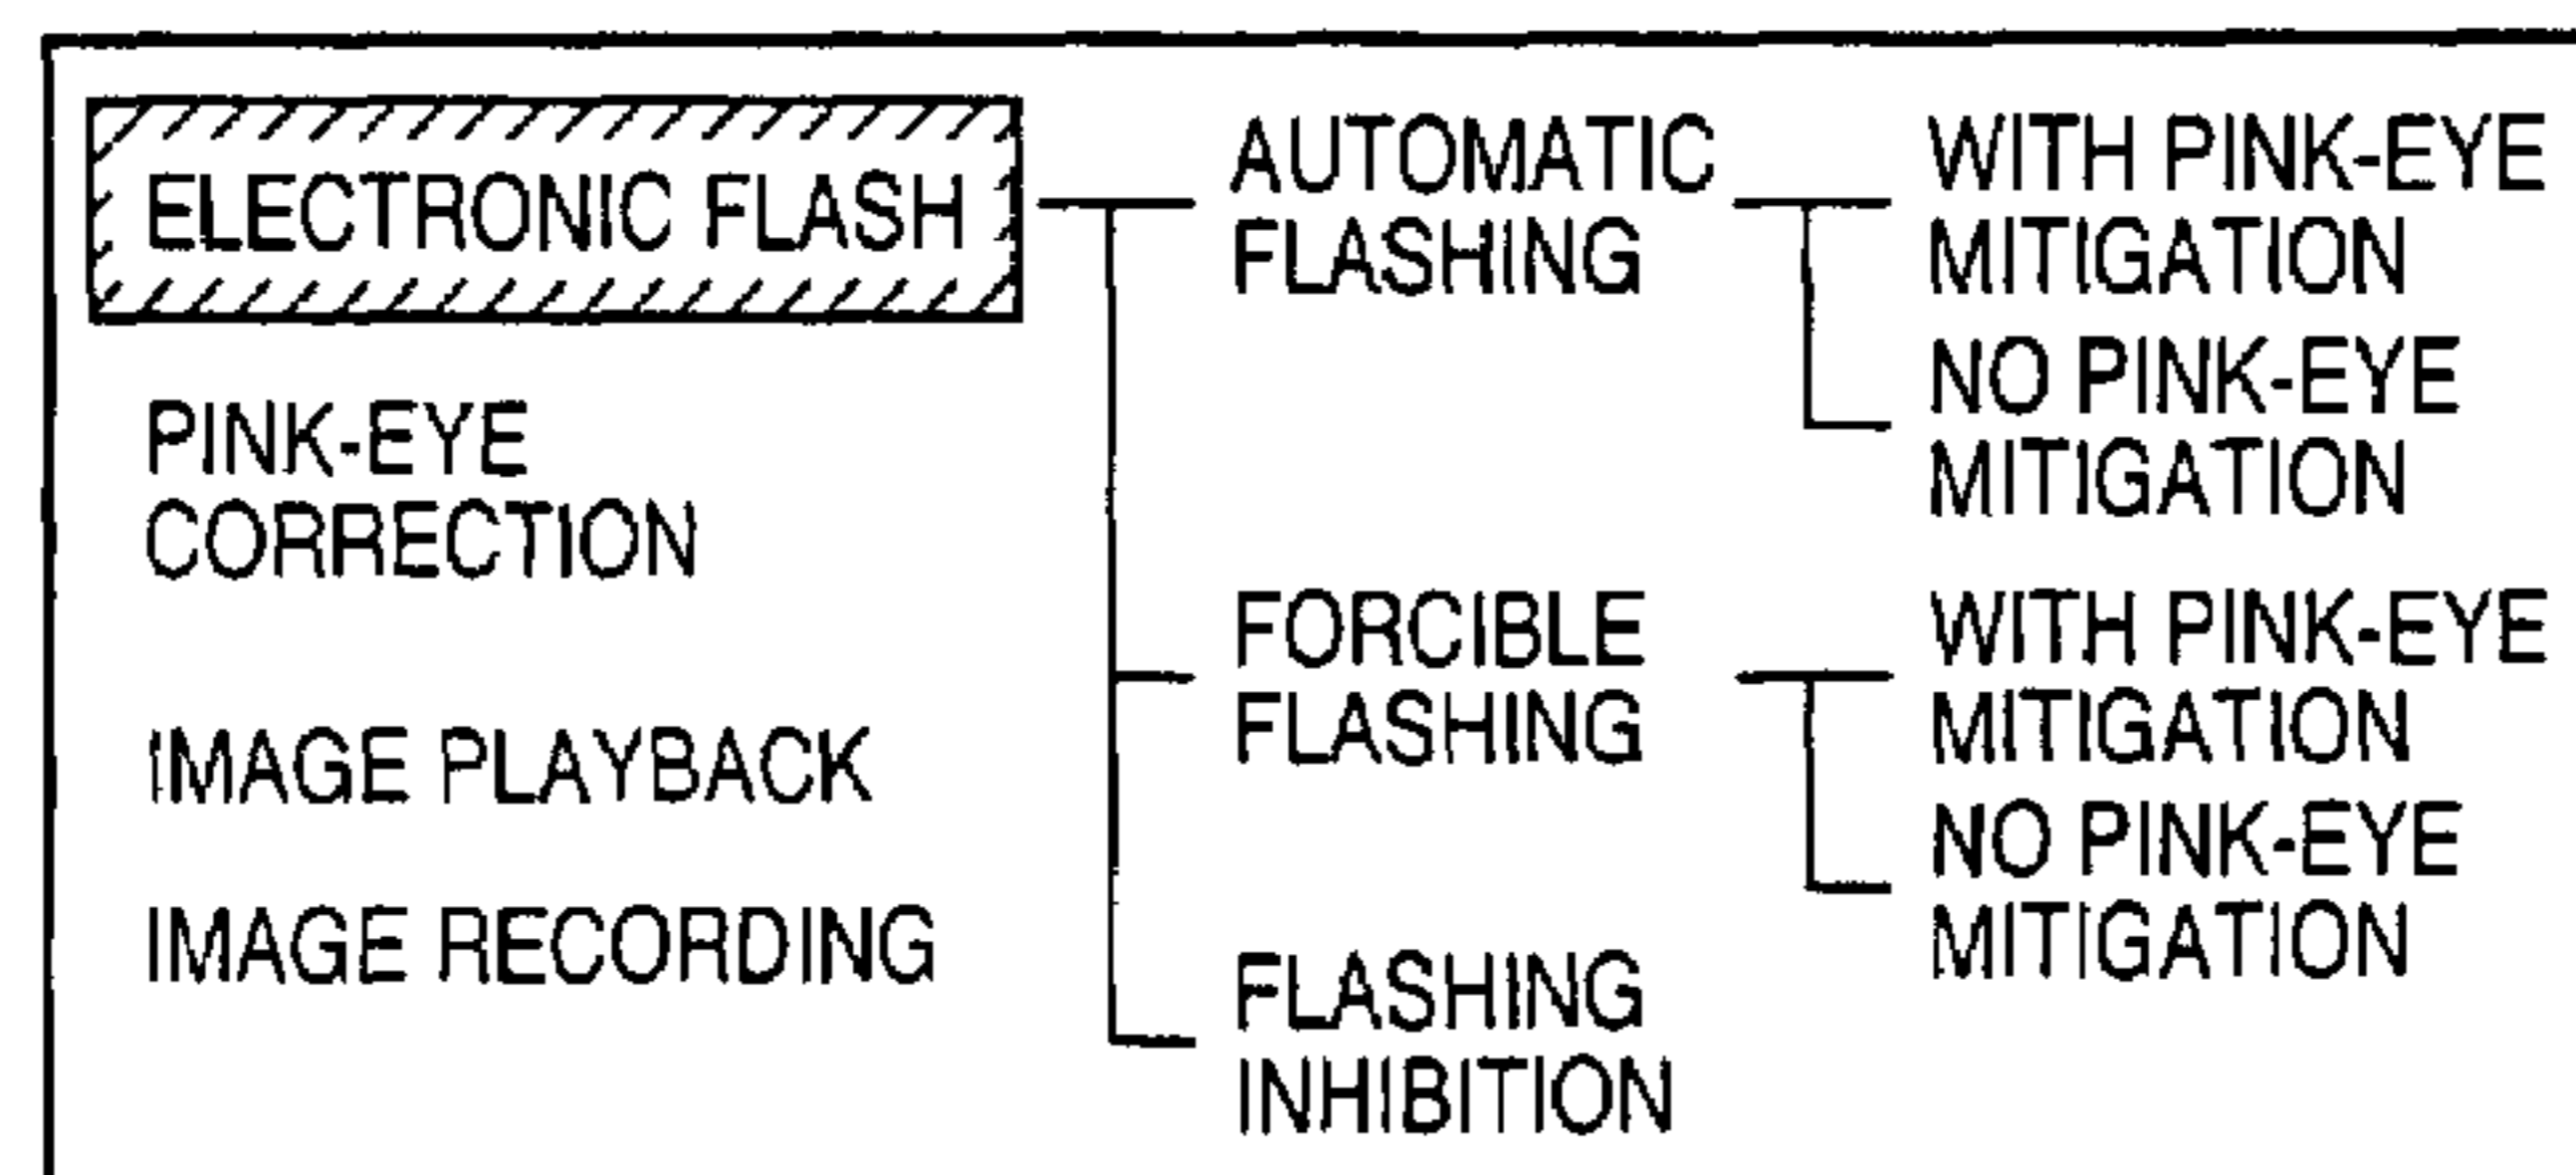 ELECTRONIC FLASH
PINK-EYE
CORRECTION
IMAGE PLAYBACK
IMAGE RECORDING
AUTOMATIC
FLASHING
FORCIBLE
FLASHING
FLASHING
INHIBITION
WITH PINK-EYE
MITIGATION
NO PINK-EYE
MITIGATION
WITH PINK-EYE
MITIGATION
NO PINK-EYE
MITIGATION